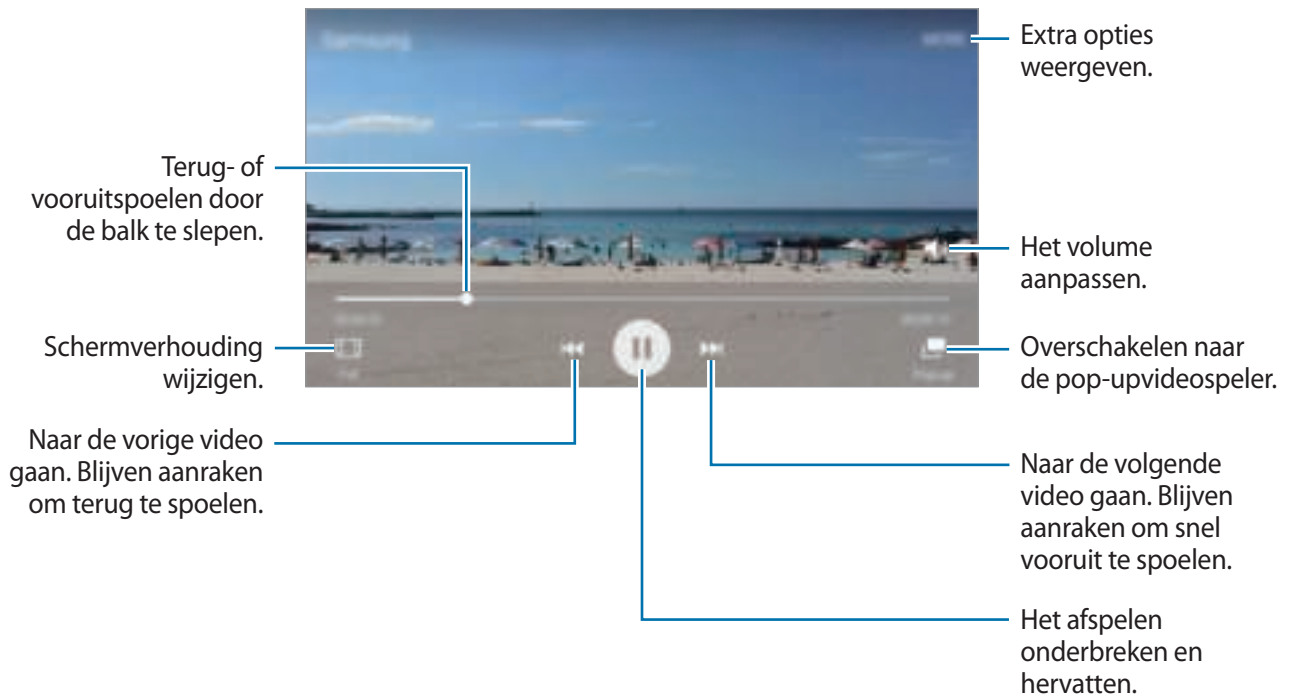 Samsung
Extra opties
weergeven.
Terug- of
vooruitspoelen door
de balk te slepen.
Het volume
aanpassen.
Schermverhouding
wijzigen.
Overschakelen naar
de pop-upvideospeler.
Naar de vorige video
gaan. Blijven aanraken
om terug te spoelen.
Naar de volgende
video gaan. Blijven
aanraken om snel
vooruit te spoelen.
Het afspelen
onderbreken en
hervatten.